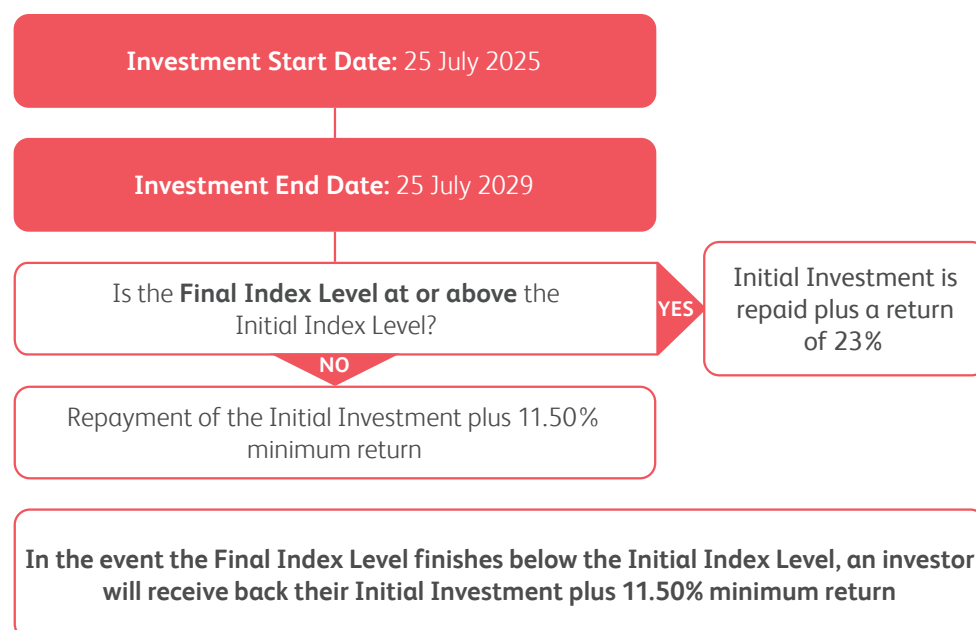 Investment Start Date: 25 July 2025
Investment End Date: 25 July 2029
Is the Final Index Level at or above the
Initial Index Level?
YES
Initial Investment is
repaid plus a return
of 23%
NO
Repayment of the Initial Investment plus 11.50%
minimum return
In the event the Final Index Level finishes below the Initial Index Level, an investor
will receive back their Initial Investment plus 11.50% minimum return